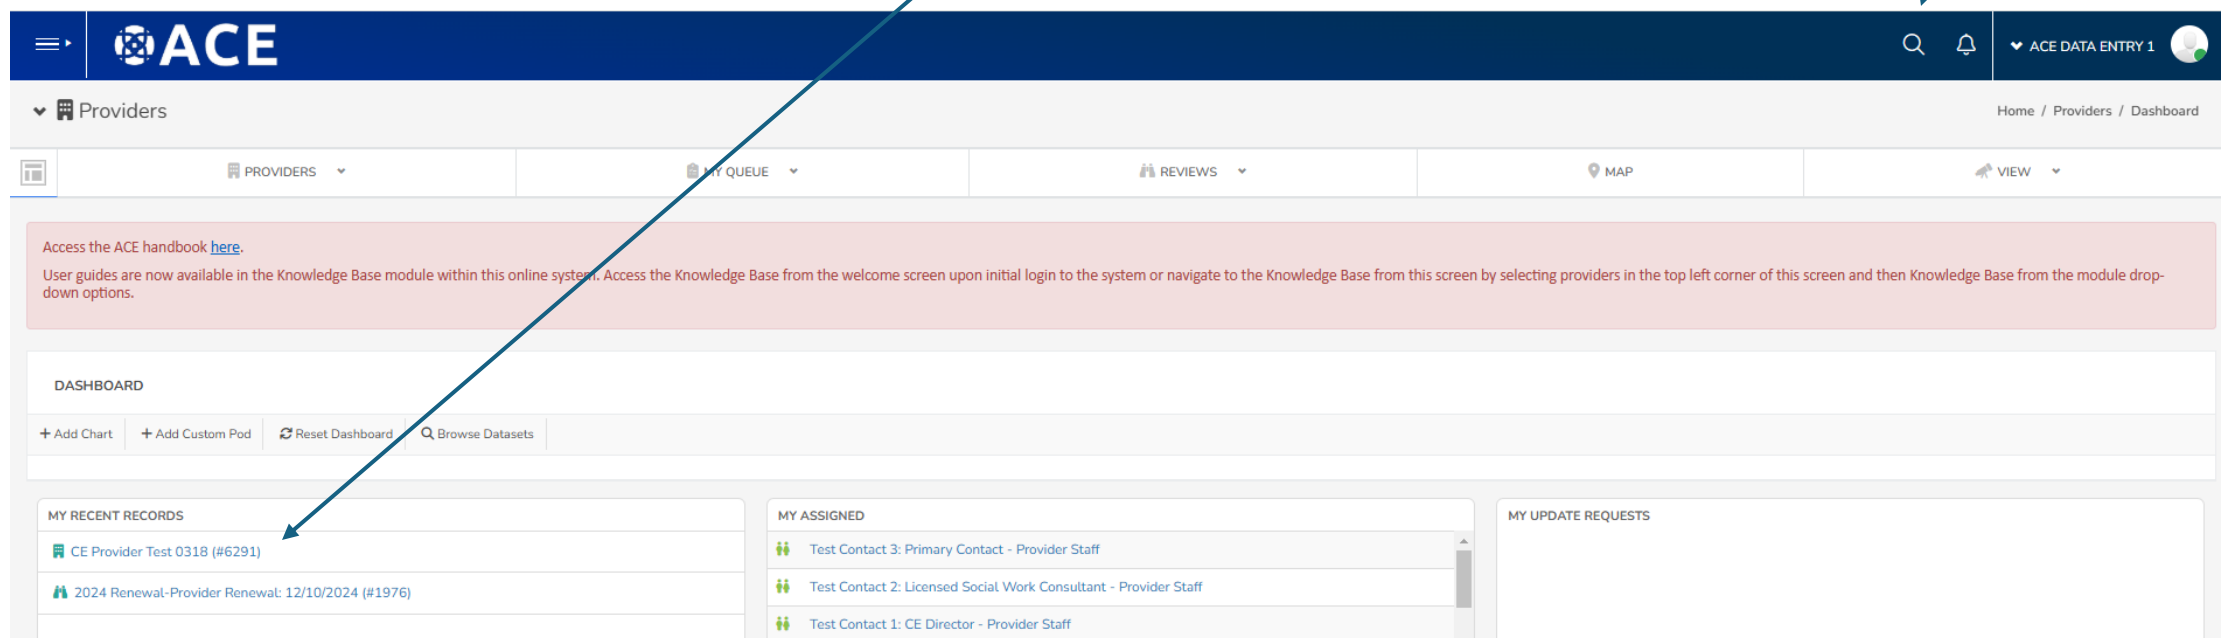 ACE
ACE DATA ENTRY 1
Providers
Home / Providers / Dashboard
PROVIDERS
MY QUEUE
REVIEWS
MAP
VIEW
Access the ACE handbook here.
User guides are now available in the Knowledge Base module within this online system. Access the Knowledge Base from the welcome screen upon initial login to the system or navigate to the Knowledge Base from this screen by selecting providers in the top left corner of this screen and then Knowledge Base from the module drop-
down options.
DASHBOARD
+ Add Chart
+ Add Custom Pod
Reset Dashboard
Browse Datasets
MY RECENT RECORDS
CE Provider Test 0318 (#6291)
2024 Renewal-Provider Renewal: 12/10/2024 (#1976)
MY ASSIGNED
Test Contact 3: Primary Contact - Provider Staff
Test Contact 2: Licensed Social Work Consultant - Provider Staff
Test Contact 1: CE Director - Provider Staff
MY UPDATE REQUESTS